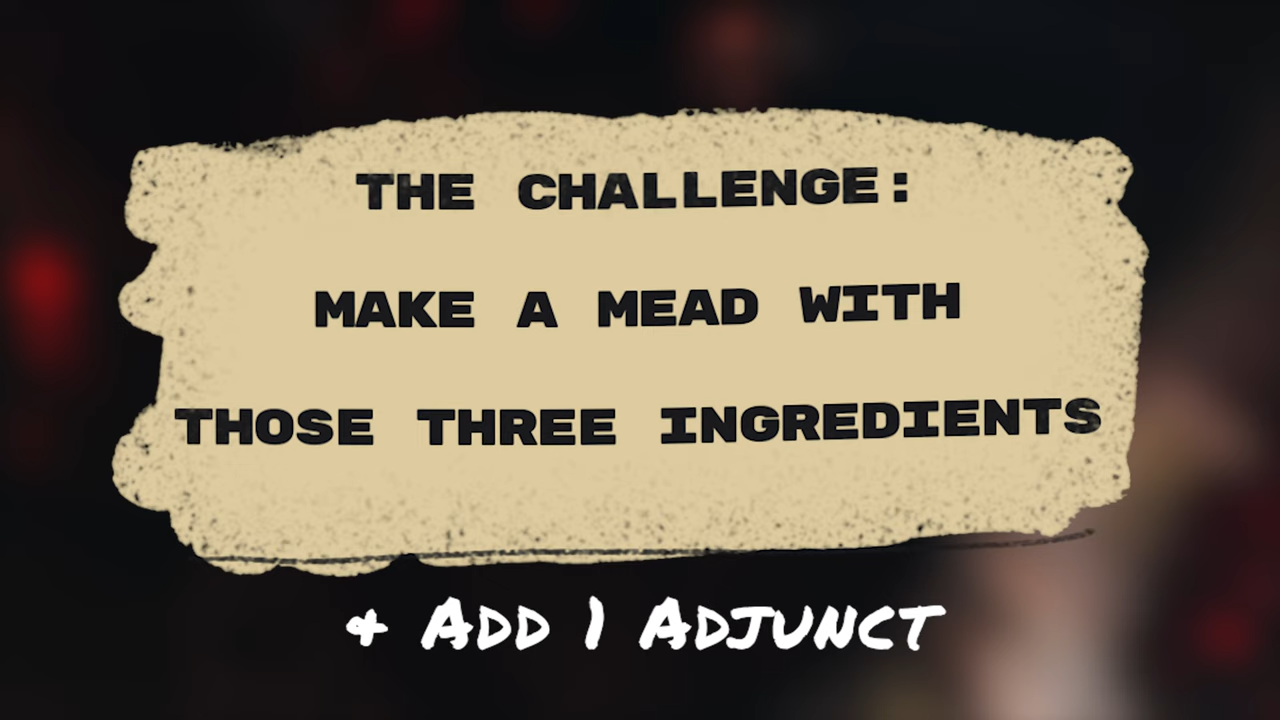 THE CHALLENGE:
MAKE A MEAD WITH
THOSE THREE INGREDIENTS
& ADD 1 ADJUNCT